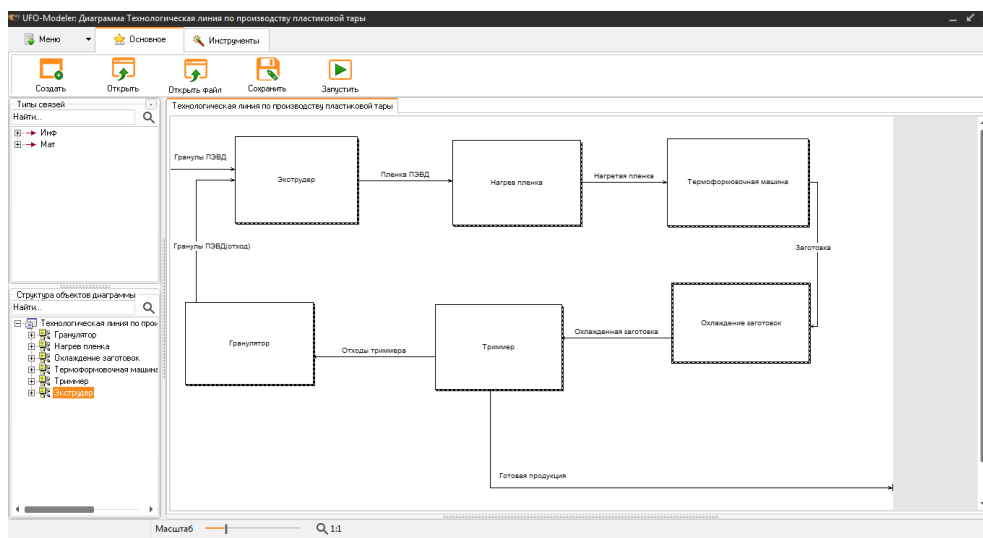 UFO-Modeler: Диаграмма Технологическая линия по производству пластиковой тары
Меню
Основное
Инструменты
Создать
Открыть
Открыть файл
Сохранить
Запустить
Типы связей
Технологическая линия по производству пластиковой тары
Найти...
Инф
Мат
Гранулы ПЭВД
Экструдер
Пленка ПЭВД
Нагрев пленка
Нагретая пленка
Термоформовочная машина
Гранулы ПЭВД(отход)
Заготовка
Структура объектов диаграммы
Найти...
Технологическая линия по прои
Гранулятор
Нагрев пленка
Охлаждение заготовок
Термоформовочная машина
Триммер
Экструдер
Гранулятор
Отходы триммера
Триммер
Охлажденная заготовка
Охлаждение заготовок
Готовая продукция
Масштаб
1:1